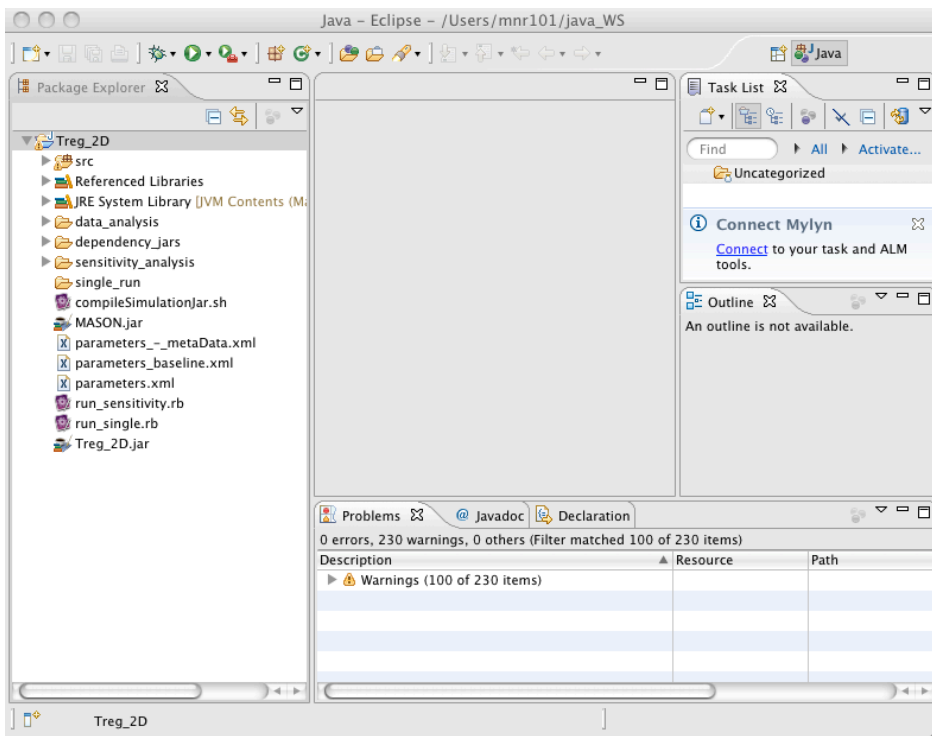 Java – Eclipse – /Users/mnr101/java_WS
Java
Package Explorer
Treg_2D
src
Referenced Libraries
JRE System Library [JVM Contents (Ma
data_analysis
dependency_jars
sensitivity_analysis
single_run
compileSimulationJar.sh
MASON.jar
parameters_-_metaData.xml
parameters_baseline.xml
parameters.xml
run_sensitivity.rb
run_single.rb
Treg_2D.jar
Task List
Find
All
Activate...
Uncategorized
Connect Mylyn
Connect to your task and ALM
tools.
Outline
An outline is not available.
Problems
@ Javadoc
Declaration
0 errors, 230 warnings, 0 others (Filter matched 100 of 230 items)
Description
Resource
Path
Warnings (100 of 230 items)
Treg_2D